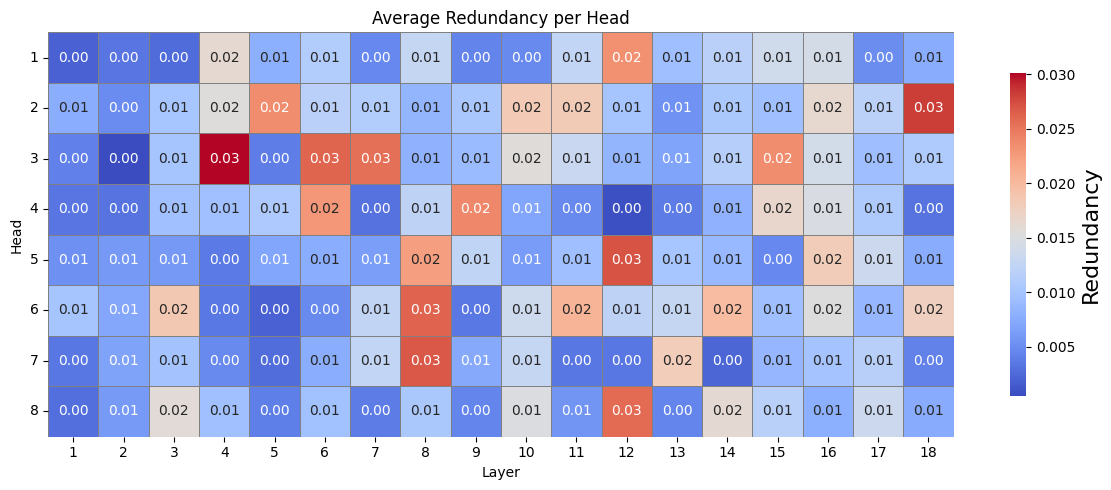 Average Redundancy per Head
1 0.00 0.00 0.00 0.02 0.01 0.01 0.00 0.01 0.00 0.00 0.01 0.02 0.01 0.01 0.01 0.01 0.00 0.01
2 0.01 0.00 0.01 0.02 0.02 0.01 0.01 0.01 0.01 0.02 0.02 0.01 0.01 0.01 0.01 0.02 0.01 0.03
3 0.00 0.00 0.01 0.03 0.00 0.03 0.03 0.01 0.01 0.02 0.01 0.01 0.01 0.01 0.02 0.01 0.01 0.01
4 0.00 0.00 0.01 0.01 0.01 0.02 0.00 0.01 0.02 0.01 0.00 0.00 0.00 0.01 0.02 0.01 0.01 0.00
5 0.01 0.01 0.01 0.00 0.01 0.01 0.01 0.02 0.01 0.01 0.01 0.03 0.01 0.01 0.00 0.02 0.01 0.01
6 0.01 0.01 0.02 0.00 0.00 0.00 0.01 0.03 0.00 0.01 0.02 0.01 0.01 0.02 0.01 0.02 0.01 0.02
7 0.00 0.01 0.01 0.00 0.00 0.01 0.01 0.03 0.01 0.01 0.00 0.00 0.02 0.00 0.01 0.01 0.01 0.00
8 0.00 0.01 0.02 0.01 0.00 0.01 0.00 0.01 0.00 0.01 0.01 0.03 0.00 0.02 0.01 0.01 0.01 0.01
1 2 3 4 5 6 7 8 9 10 11 12 13 14 15 16 17 18
Layer
Head
0.030
0.025
0.020
0.015
0.010
0.005
Redundancy